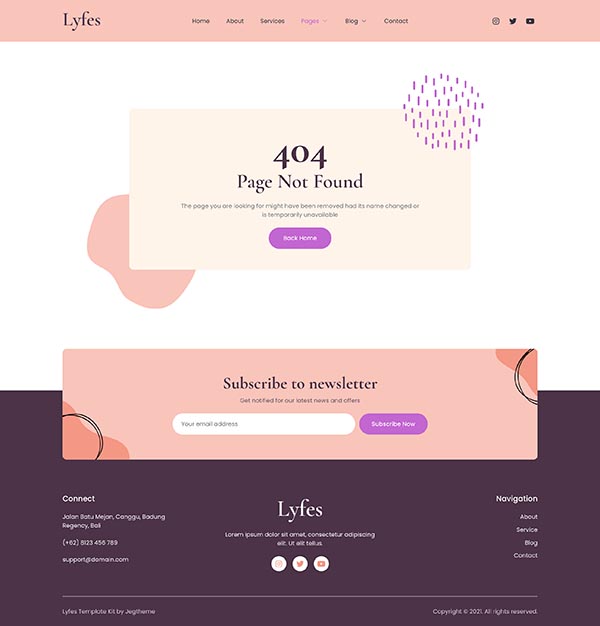 Lyfes
Home About Services Pages Blog Contact
404
Page Not Found
The page you are looking for might have been removed had its name changed or
is temporarily unavailable
Back Home
Subscribe to newsletter
Get notified for our latest news and offers
Your email address
Subscribe Now
Connect
Jalan Batu Mejan, Canggu, Badung
Regency, Bali
(+62) 8123 456 789
support@domain.com
Lyfes
Lorem ipsum dolor sit amet, consectetur adipiscing
elit. Ut elit tellus.
Navigation
About
Service
Blog
Contact
Lyfes Template Kit by Jegtheme
Copyright © 2021. All rights reserved.